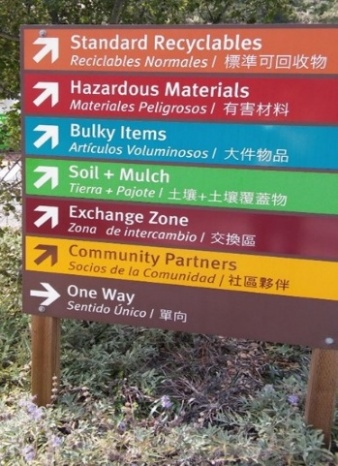 Standard Recyclables
Reciclables Normales / 標準可回收物
Hazardous Materials
Materiales Peligrosos / 有害材料
Bulky Items
Artículos Voluminosos / 大件物品
Soil + Mulch
Tierra + Pajote / 土壤+土壤覆蓋物
Exchange Zone
Zona de intercambio / 交換區
Community Partners
Socios de la Comunidad / 社區夥伴
One Way
Sentido Único / 單向